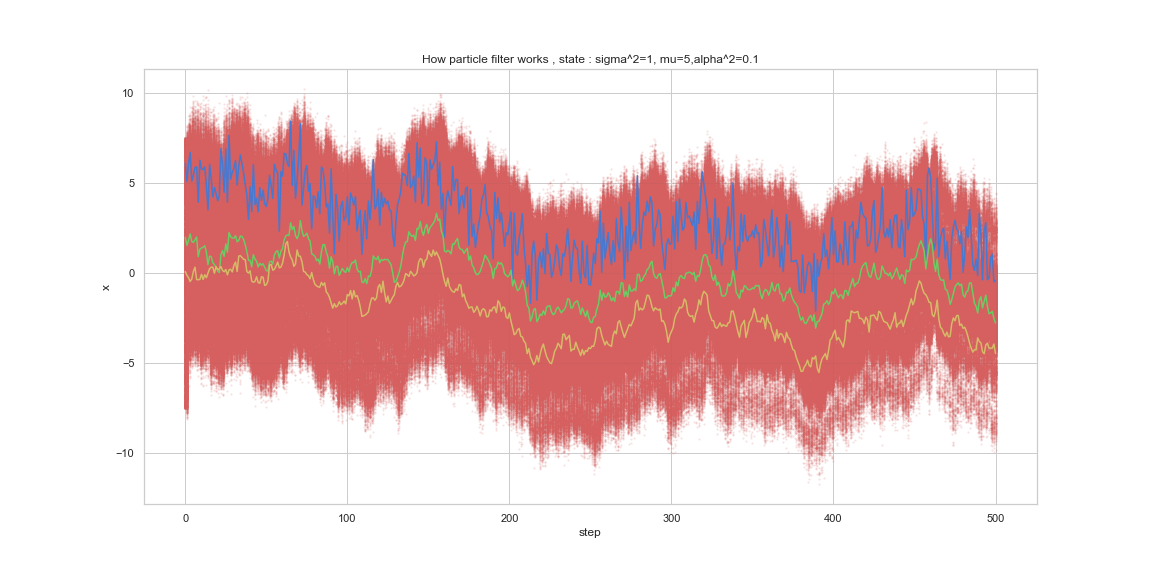 How particle filter works , state : sigma^2=1, mu=5,alpha^2=0.1
10
5
0
−5
−10
x
0 100 200 300 400 500
step